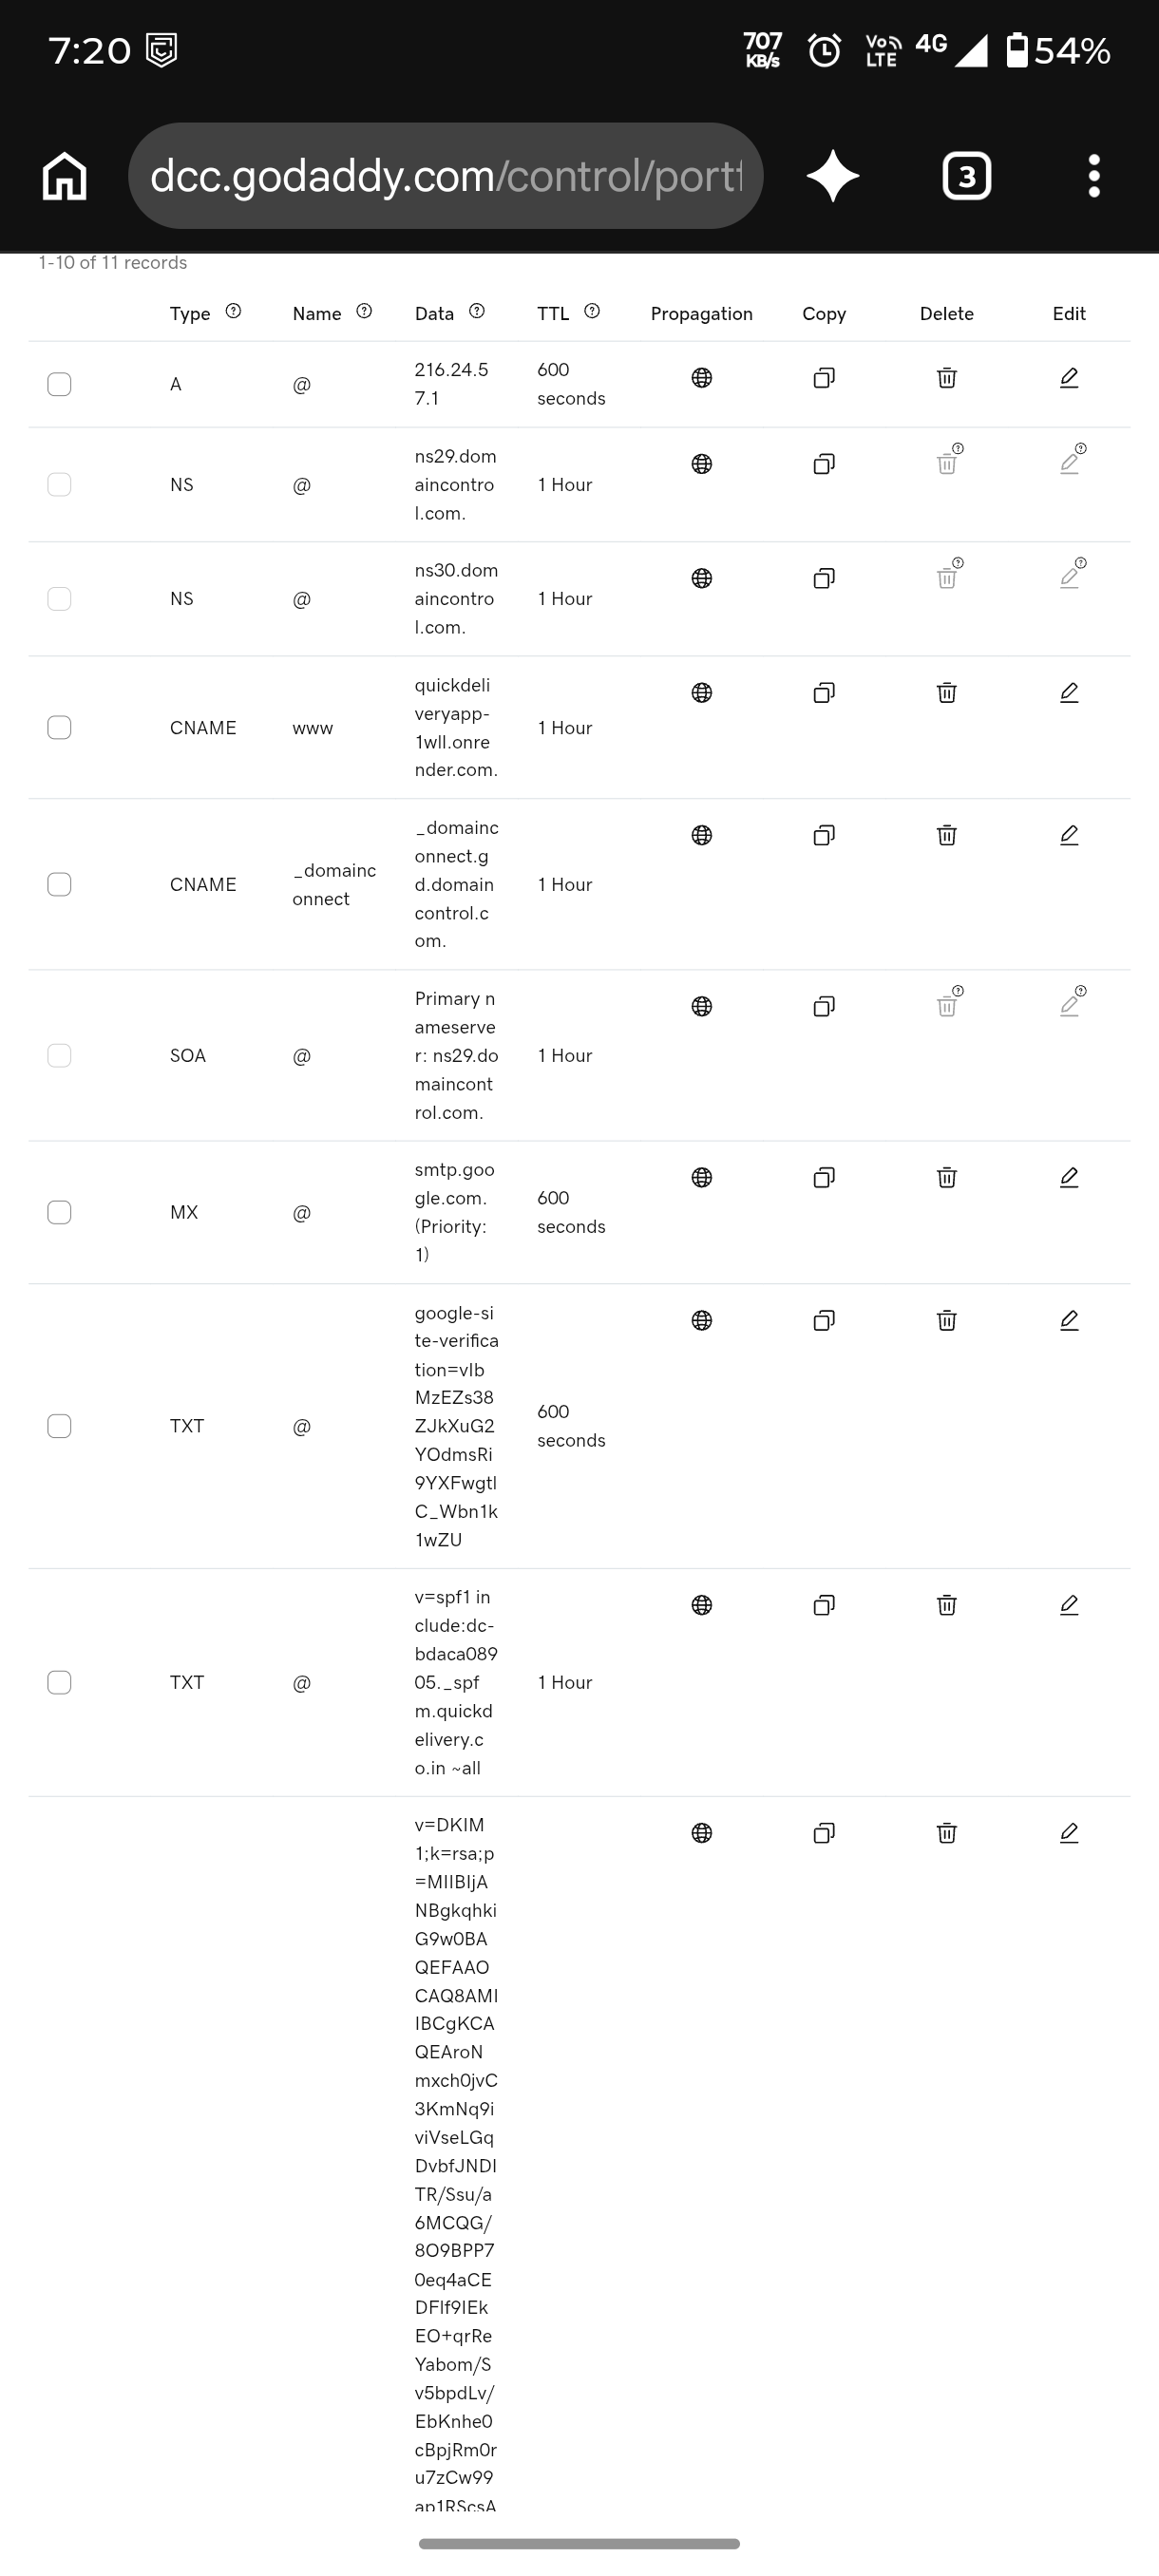 7:20
707 KB/s
Vo LTE
4G
54%
dcc.godaddy.com/control/portf
3
1-10 of 11 records
Type Name Data TTL Propagation Copy Delete Edit
A @ 216.24.5 600
7.1 seconds
ns29.dom
NS @ aincontro 1 Hour
l.com.
ns30.dom
NS @ aincontro 1 Hour
l.com.
quickdeli
veryapp-
CNAME www 1 Hour
1wll.onre
nder.com.
_domainc
onnect.g
CNAME _domainc onnect d.domain 1 Hour
control.c
om.
Primary n
ameserve
SOA @ r: ns29.do 1 Hour
maincont
rol.com.
smtp.goo
gle.com. 600
MX @
(Priority: seconds
1)
google-si
te-verifica
tion=vIb
MzEZs38
TXT @ ZJkXuG2 600 seconds
YOdmsRi
9YXFwgtl
C_Wbn1k
1wZU
v=spf1 in
clude:dc-
bdaca089
TXT @ 05._spf 1 Hour
m.quickd
elivery.c
o.in ~all
v=DKIM
1;k=rsa;p
=MIIBIjA
NBgkqhki
G9w0BA
QEFAAO
CAQ8AMI
IBCgKCA
QEAroN
mxch0jvC
3KmNq9i
viVseLGq
DvbfJNDI
TR/Ssu/a
6MCQG/
8O9BPP7
0eq4aCE
DFlf9IEk
EO+qrRe
Yabom/S
v5bpdLv/
EbKnhe0
cBpjRm0r
u7zCw99
ap1RScsA